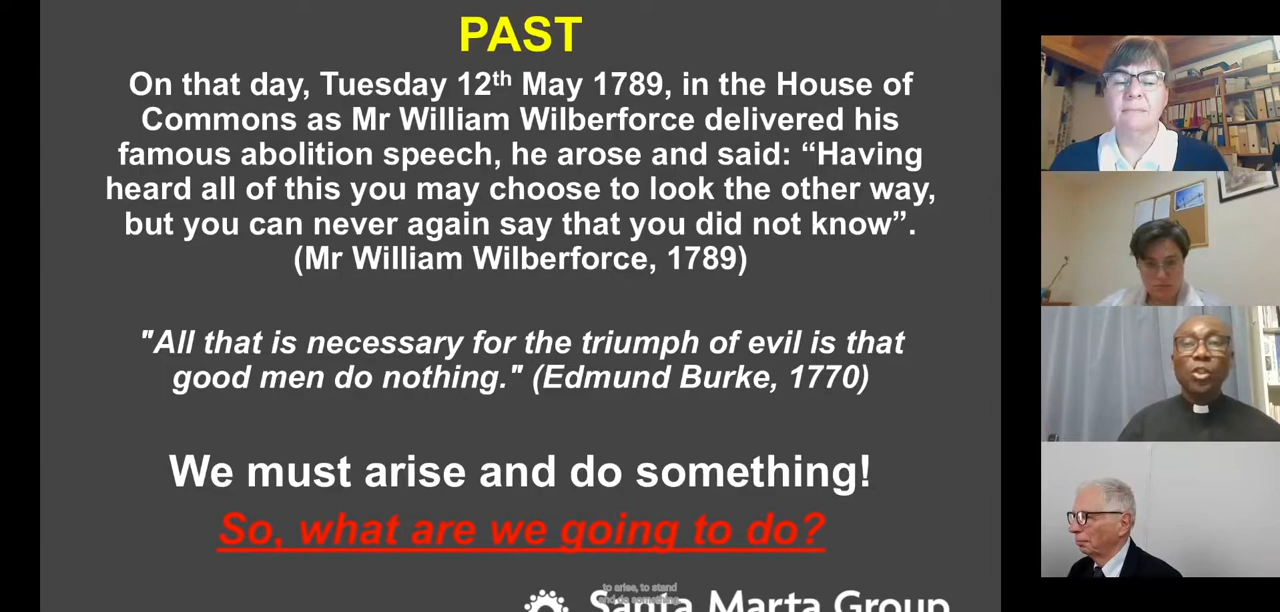 PAST
On that day, Tuesday 12th May 1789, in the House of
Commons as Mr William Wilberforce delivered his
famous abolition speech, he arose and said: “Having
heard all of this you may choose to look the other way,
but you can never again say that you did not know”.
(Mr William Wilberforce, 1789)
"All that is necessary for the triumph of evil is that
good men do nothing." (Edmund Burke, 1770)
We must arise and do something!
So, what are we going to do?
to arise, to stand
and do something
Santa Marta Group